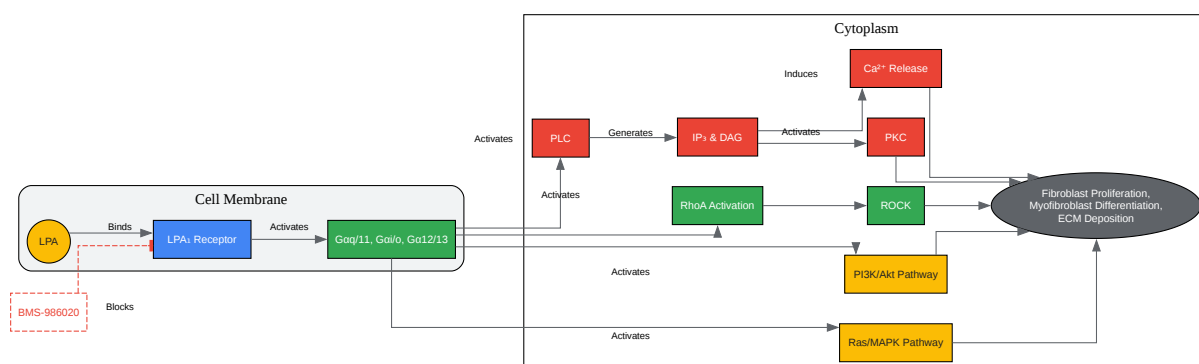 Cytoplasm
Ca²⁺ Release
Induces
Activates
PLC
Generates
IP₃ & DAG
Activates
PKC
Cell Membrane
Activates
RhoA Activation
ROCK
Fibroblast Proliferation,
Myofibroblast Differentiation,
ECM Deposition
LPA
Binds
LPA₁ Receptor
Activates
Gαq/11, Gαi/o, Gα12/13
Activates
PI3K/Akt Pathway
BMS-986020
Blocks
Activates
Ras/MAPK Pathway